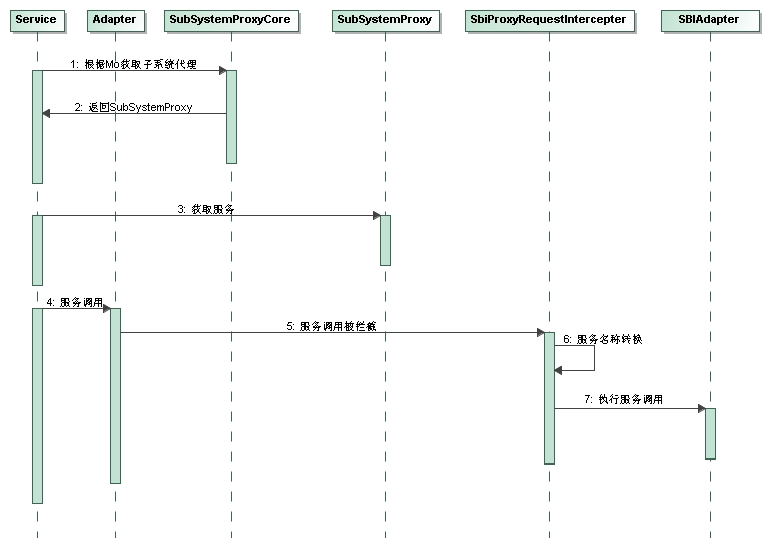 Service
Adapter
SubSystemProxyCore
SubSystemProxy
SbiProxyRequestIntercepter
SBIAdapter
1: 根据Mo获取子系统代理
2: 返回SubSystemProxy
3: 获取服务
4: 服务调用
5: 服务调用被拦截
6: 服务名称转换
7: 执行服务调用